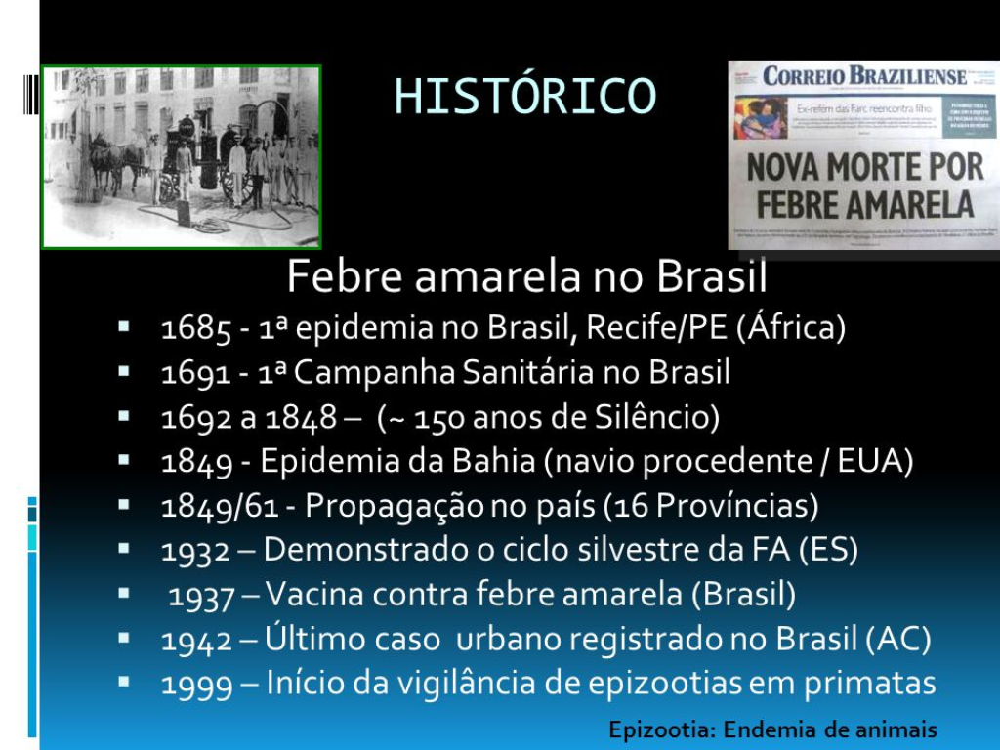 HISTÓRICO
CORREIO BRAZILIENSE
Ex-refém das Farc reencontra filho
NOVA MORTE POR
FEBRE AMARELA
Febre amarela no Brasil
1685 - 1ª epidemia no Brasil, Recife/PE (África)
1691 - 1ª Campanha Sanitária no Brasil
1692 a 1848 – (~ 150 anos de Silêncio)
1849 - Epidemia da Bahia (navio procedente / EUA)
1849/61 - Propagação no país (16 Províncias)
1932 – Demonstrado o ciclo silvestre da FA (ES)
1937 – Vacina contra febre amarela (Brasil)
1942 – Último caso urbano registrado no Brasil (AC)
1999 – Início da vigilância de epizootias em primatas
Epizootia: Endemia de animais